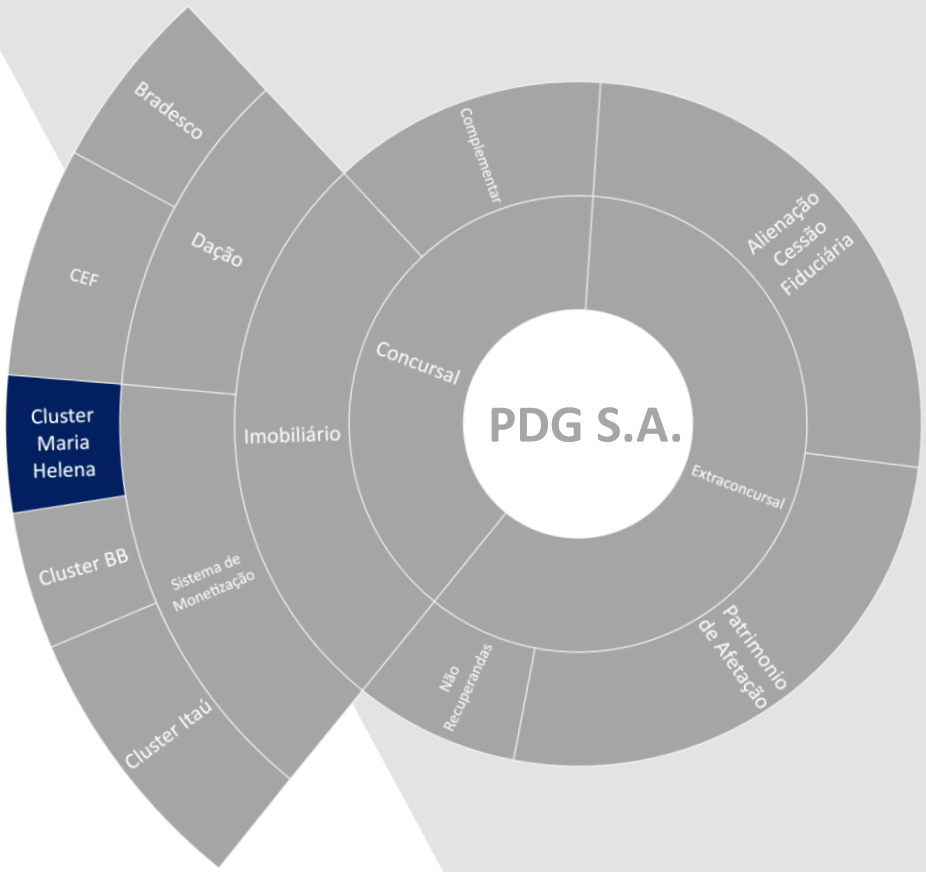 Bradesco
CEF
Dação
Complementar
Alienação
Cessão
Fiduciária
Concursal
Imobiliário
PDG S.A.
Extraconcursal
Cluster
Maria
Helena
Cluster BB
Sistema de
Monetização
Cluster Itaú
Não
Recuperandas
Patrimonio
de Afetação